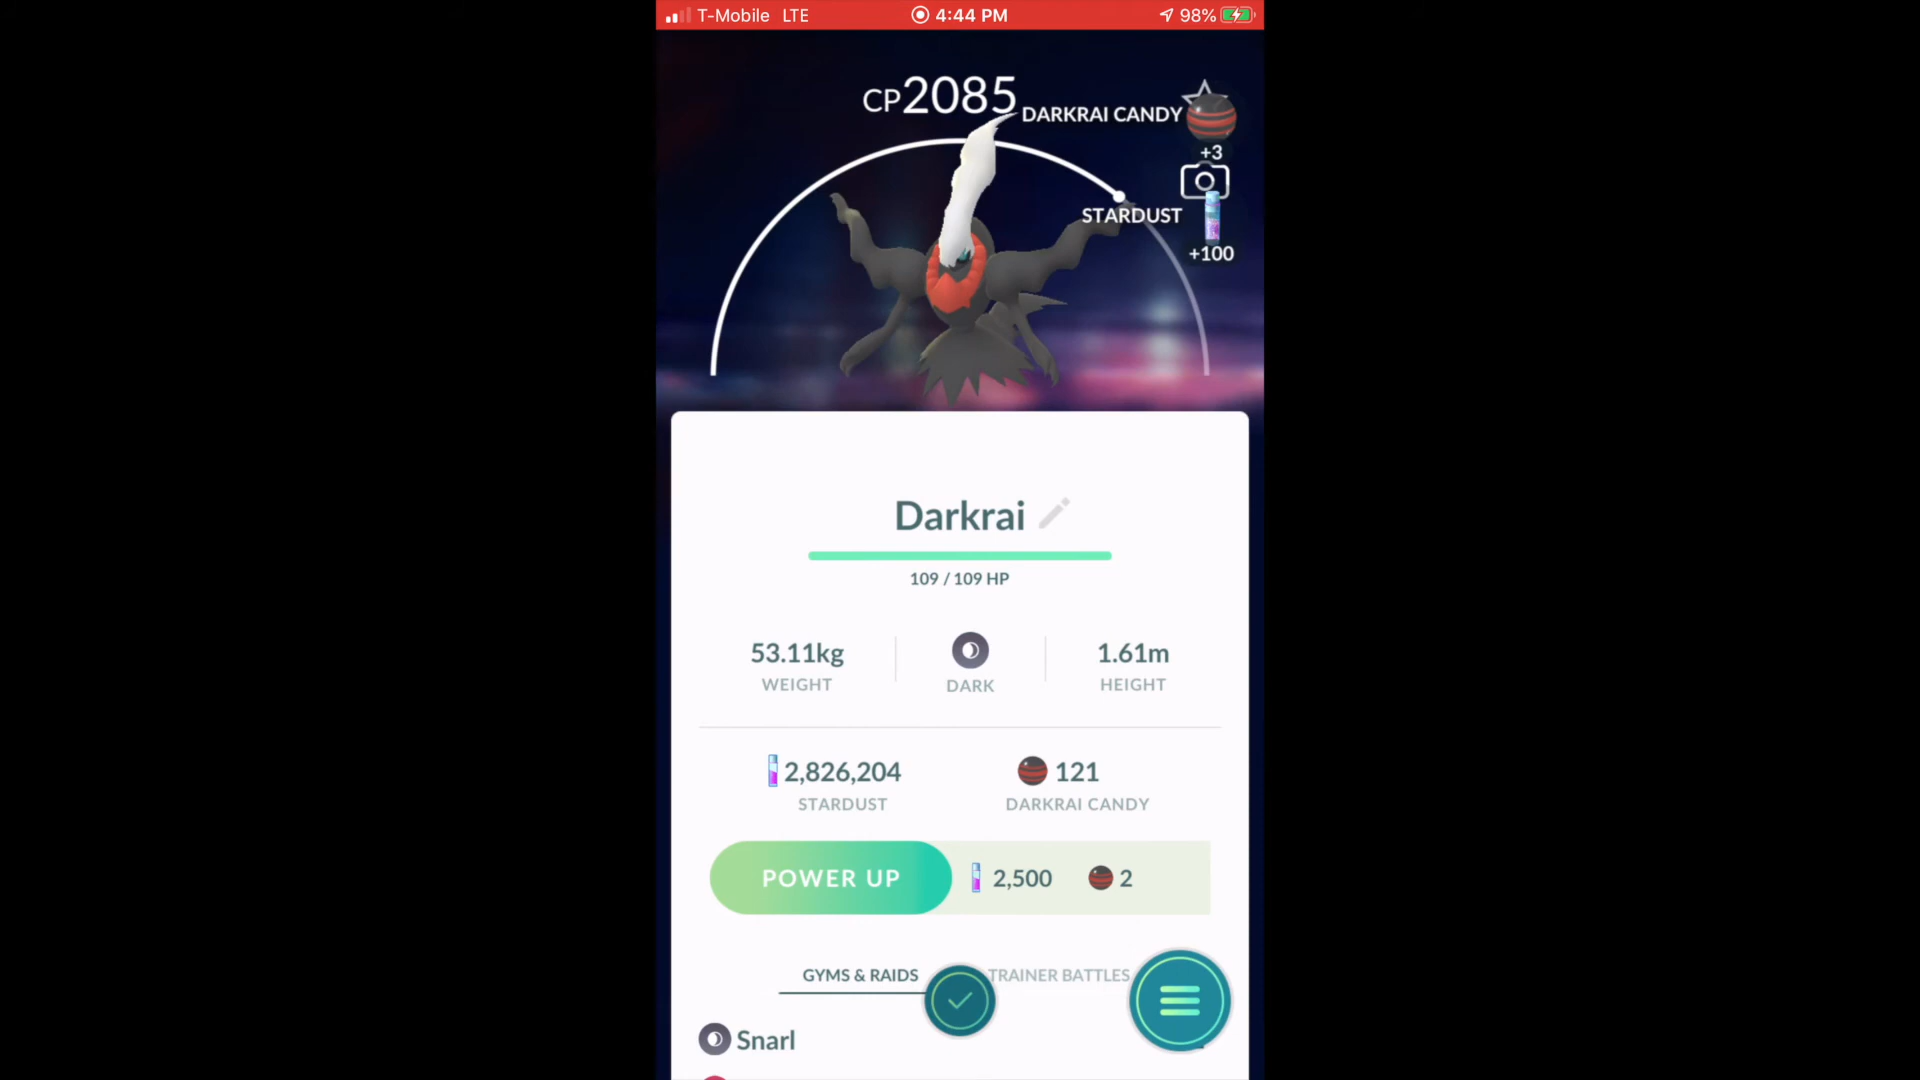 T-Mobile LTE 4:44 PM 98%
CP2085
DARKRAI CANDY
+3
STARDUST
+100
Darkrai
109 / 109 HP
53.11kg DARK 1.61m
WEIGHT HEIGHT
2,826,204 121
STARDUST DARKRAI CANDY
POWER UP 2,500 2
GYMS & RAIDS TRAINER BATTLES
Snarl